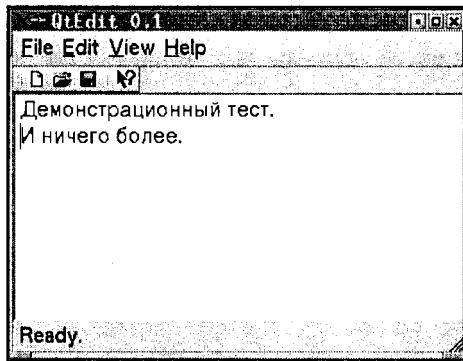 QtEdit 0.1
File Edit View Help
Демонстрационный тест.
И ничего более.
Ready.